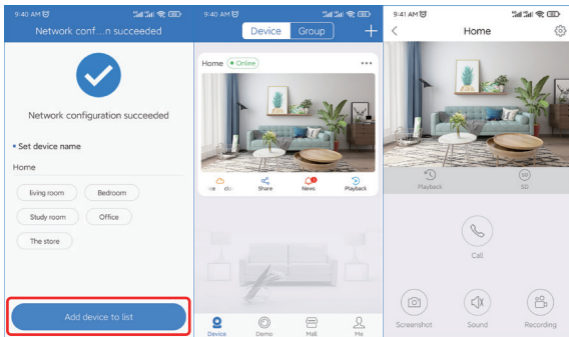 9:40 AM
Network conf...n succeeded
Network configuration succeeded
Set device name
Home
living room
Bedroom
Study room
Office
The store
Add device to list
9:40 AM
Device
Group
Home
Online
Share
News
Playback
Device
Demo
Mall
Me
9:41 AM
Home
Playback
SD
SD
Call
Screenshot
Sound
Recording